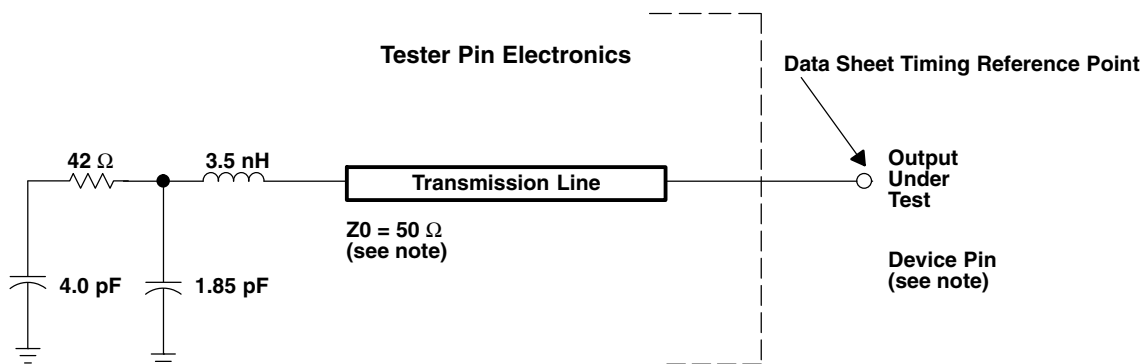 Tester Pin Electronics
Data Sheet Timing Reference Point
42 Ω
3.5 nH
Transmission Line
Output
Under
Test
Z0 = 50 Ω
(see note)
Device Pin
(see note)
4.0 pF
1.85 pF